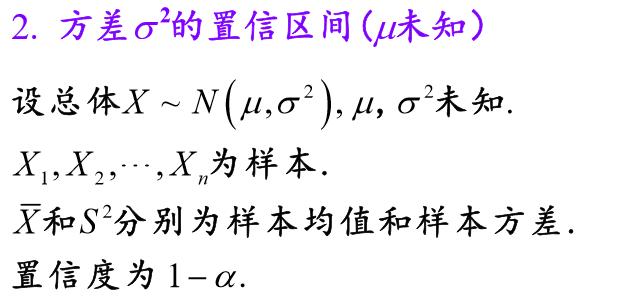 2. 方差σ²的置信区间(μ未知)
设总体X ~ N(μ,σ²), μ, σ²未知.
X₁,X₂,⋯,Xₙ为样本.
X̅和S²分别为样本均值和样本方差.
置信度为 1−α.